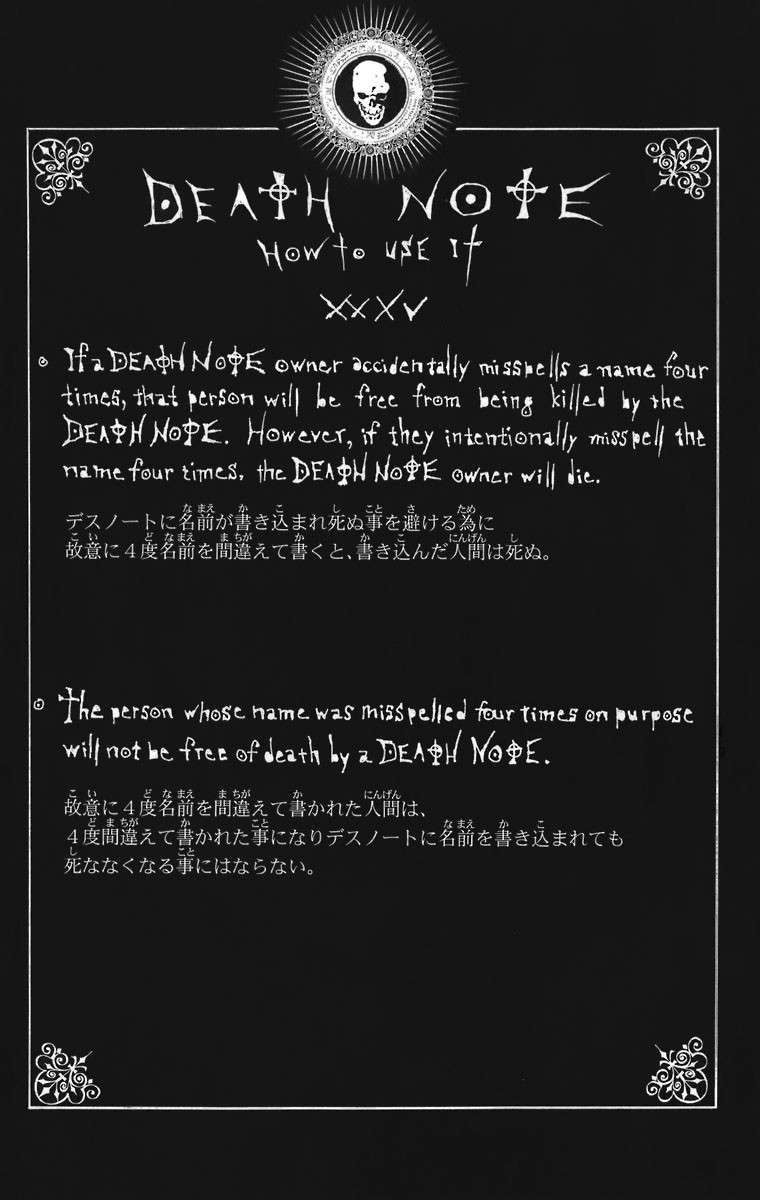 DEATH NOTE
HOW to USE It
XXXV
If a DEATH NOTE owner accidentally misspells a name four
times, that person will be free from being killed by the
DEATH NOTE. However, if they intentionally misspell the
name four times, the DEATH NOTE owner will die.
デスノートに名前が書き込まれ死ぬ事を避ける為に
故意に4度名前を間違えて書くと、書き込んだ人間は死ぬ。
The person whose name was misspelled four times on purpose
will not be free of death by a DEATH NOTE.
故意に4度名前を間違えて書かれた人間は、
4度間違えて書かれた事になりデスノートに名前を書き込まれても
死ななくなる事にはならない。